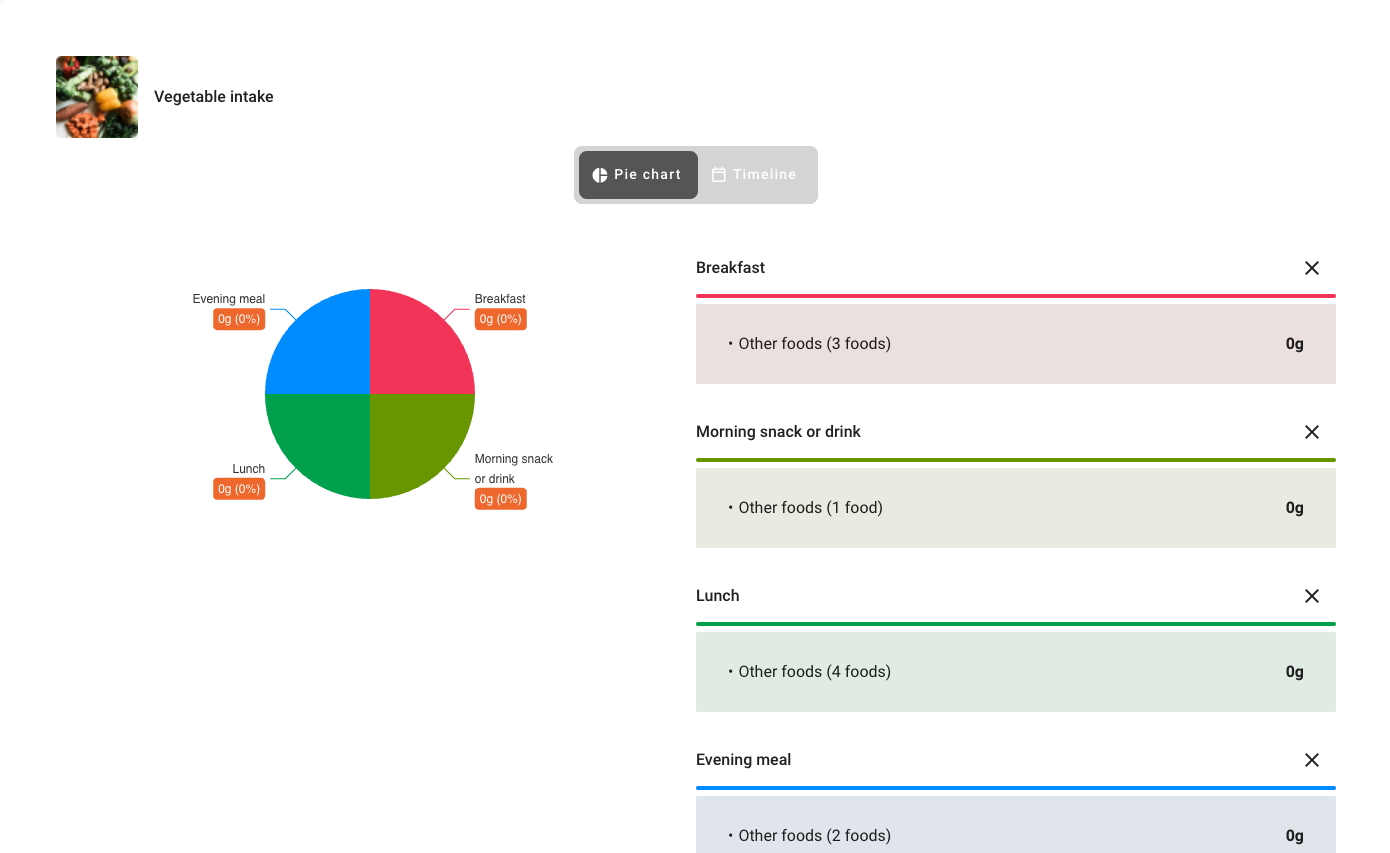 Vegetable intake
Pie chart
Timeline
Evening meal
0g (0%)
Breakfast
0g (0%)
Lunch
0g (0%)
Morning snack
or drink
0g (0%)
Breakfast
• Other foods (3 foods) 0g
Morning snack or drink
• Other foods (1 food) 0g
Lunch
• Other foods (4 foods) 0g
Evening meal
• Other foods (2 foods) 0g